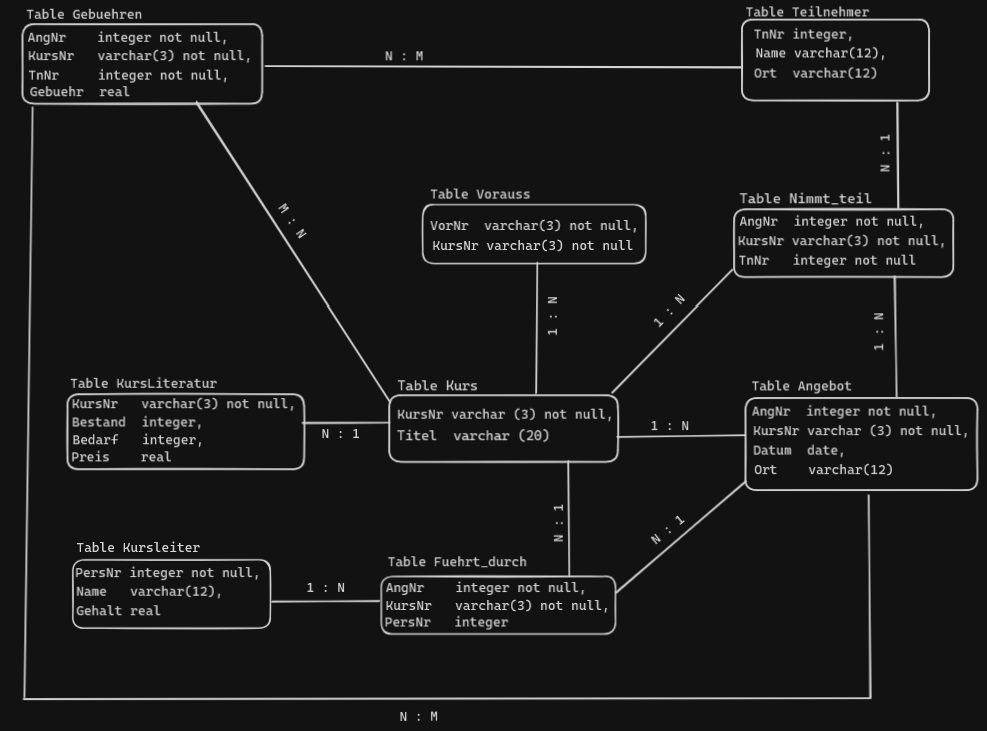 Table Gebuehren
AngNr integer not null,
KursNr varchar(3) not null,
TnNr integer not null,
Gebuehr real
Table Teilnehmer
TnNr integer,
Name varchar(12),
Ort varchar(12)
N : M
N : 1
M : N
Table Vorauss
VorNr varchar(3) not null,
KursNr varchar(3) not null
Table Nimmt_teil
AngNr integer not null,
KursNr varchar(3) not null,
TnNr integer not null
1 : N
1 : N
1 : N
Table KursLiteratur
KursNr varchar(3) not null,
Bestand integer,
Bedarf integer,
Preis real
N : 1
Table Kurs
KursNr varchar (3) not null,
Titel varchar (20)
1 : N
Table Angebot
AngNr integer not null,
KursNr varchar (3) not null,
Datum date,
Ort varchar(12)
N : 1
N : 1
Table Kursleiter
PersNr integer not null,
Name varchar(12),
Gehalt real
1 : N
Table Fuehrt_durch
AngNr integer not null,
KursNr varchar(3) not null,
PersNr integer
N : M